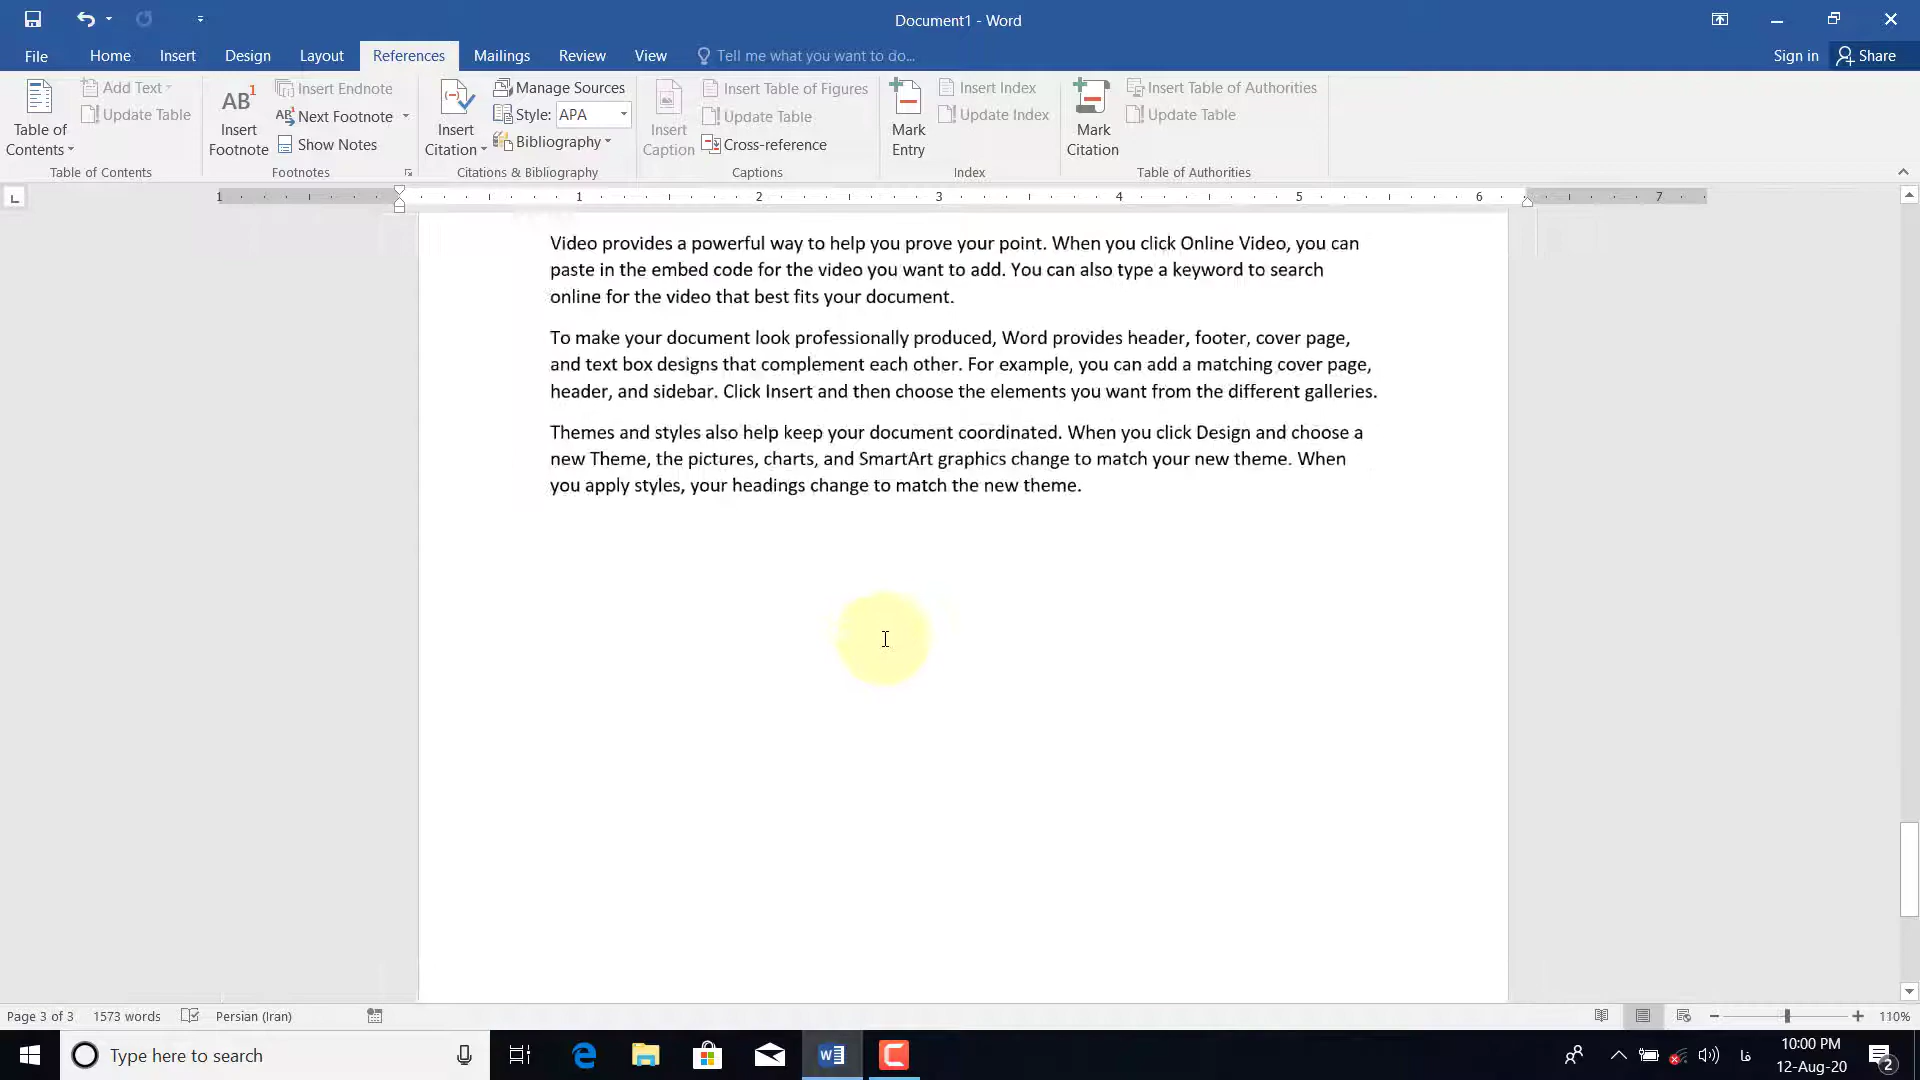 Document1 - Word
Sign in
Share
File
Home
Insert
Design
Layout
References
Mailings
Review
View
Tell me what you want to do...
Table of
Contents
Add Text
Update Table
Table of Contents
AB1
Insert
Footnote
Insert Endnote
Next Footnote
Show Notes
Footnotes
Insert
Citation
Manage Sources
Style: APA
Bibliography
Citations & Bibliography
Insert
Caption
Insert Table of Figures
Update Table
Cross-reference
Captions
Mark
Entry
Insert Index
Update Index
Index
Mark
Citation
Insert Table of Authorities
Update Table
Table of Authorities
1 1 2 3 4 5 6 7
Video provides a powerful way to help you prove your point. When you click Online Video, you can
paste in the embed code for the video you want to add. You can also type a keyword to search
online for the video that best fits your document.
To make your document look professionally produced, Word provides header, footer, cover page,
and text box designs that complement each other. For example, you can add a matching cover page,
header, and sidebar. Click Insert and then choose the elements you want from the different galleries.
Themes and styles also help keep your document coordinated. When you click Design and choose a
new Theme, the pictures, charts, and SmartArt graphics change to match your new theme. When
you apply styles, your headings change to match the new theme.
Page 3 of 3
1573 words
Persian (Iran)
110%
Type here to search
فا
10:00 PM
12-Aug-20
2